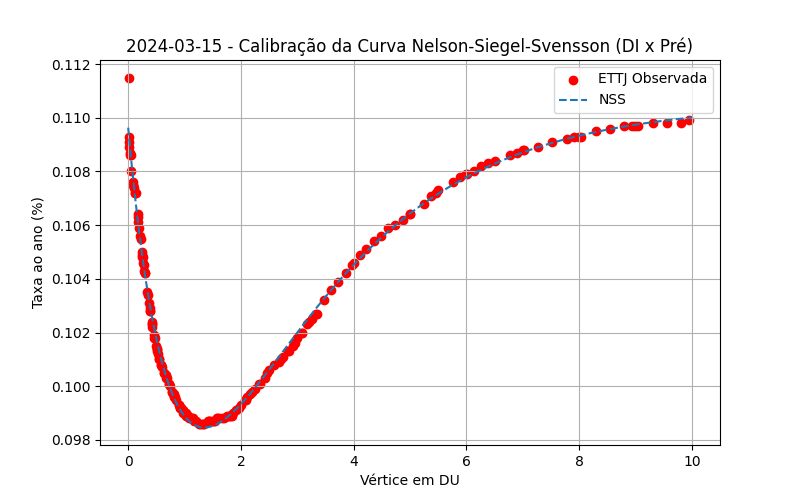 2024-03-15 - Calibração da Curva Nelson-Siegel-Svensson (DI x Pré)
ETTJ Observada
NSS
Taxa ao ano (%)
0.112
0.110
0.108
0.106
0.104
0.102
0.100
0.098
0
2
4
6
8
10
Vértice em DU